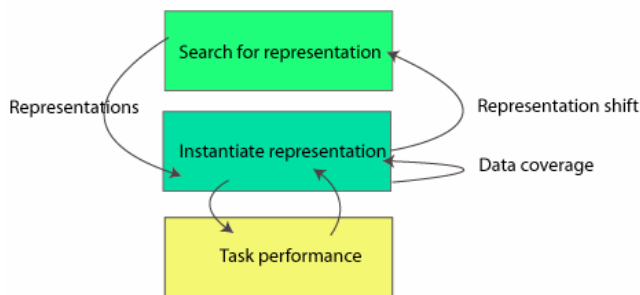 Search for representation
Representations
Representation shift
Instantiate representation
Data coverage
Task performance